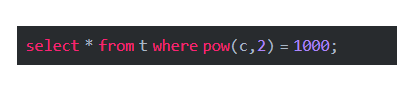 select * from t where pow(c,2) = 1000;